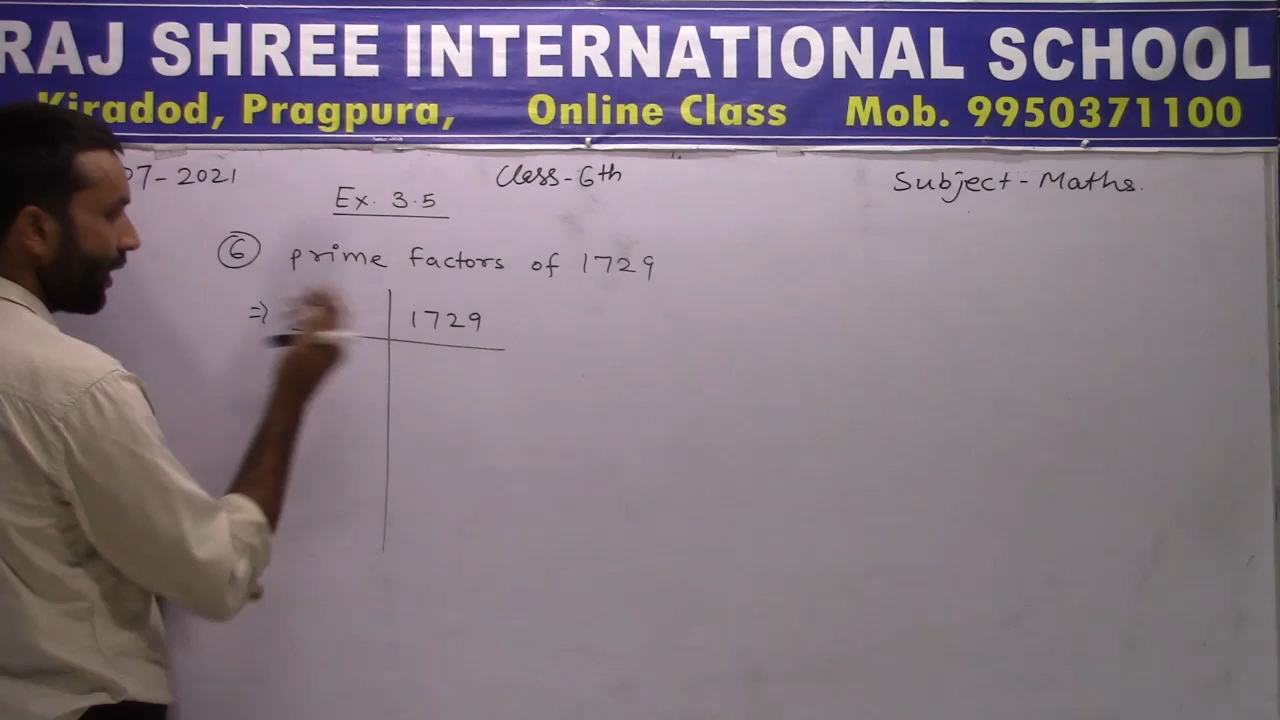 RAJ SHREE INTERNATIONAL SCHOOL
Kiradod, Pragpura, Online Class Mob. 9950371100
07-2021 Class-6th Subject-Maths.
Ex. 3.5
6 prime factors of 1729
=> 1729